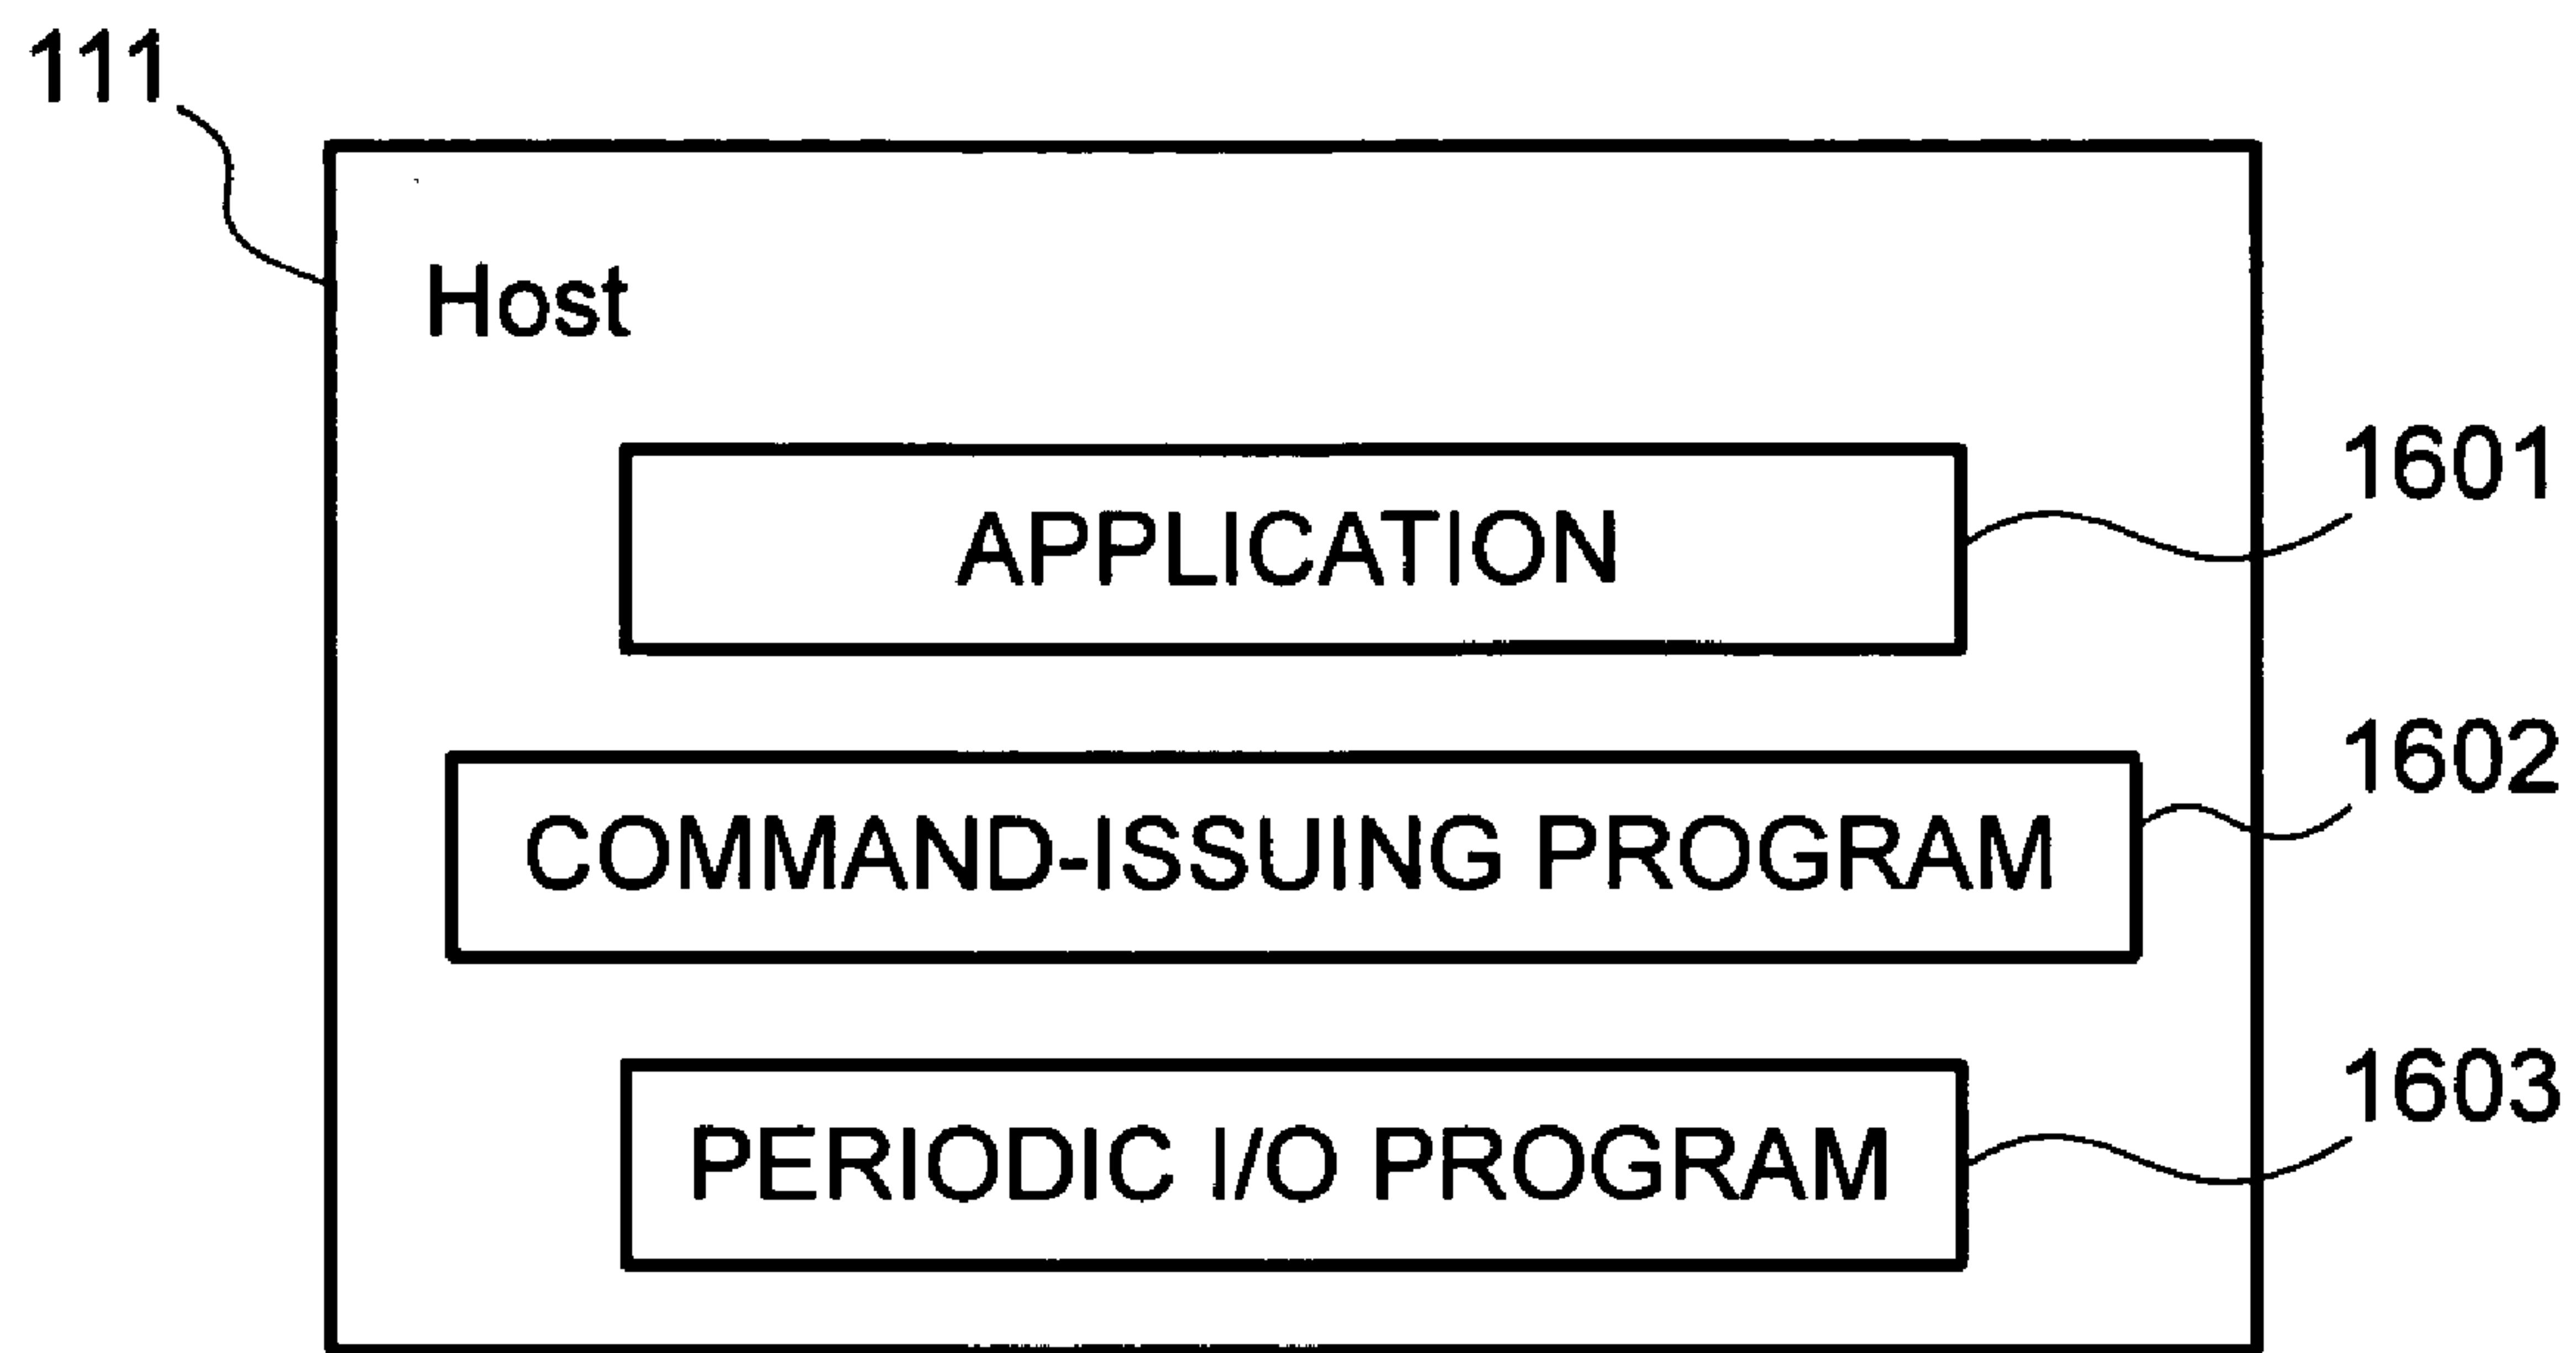 111
Host
APPLICATION
1601
COMMAND-ISSUING PROGRAM
1602
PERIODIC I/O PROGRAM
1603